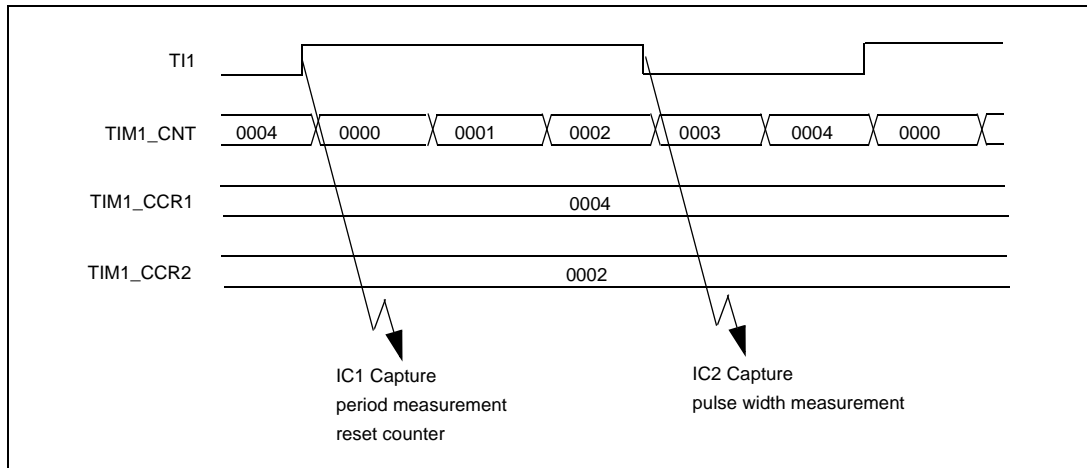 TI1
TIM1_CNT 0004 0000 0001 0002 0003 0004 0000
TIM1_CCR1 0004
TIM1_CCR2 0002
IC1 Capture
period measurement
reset counter
IC2 Capture
pulse width measurement